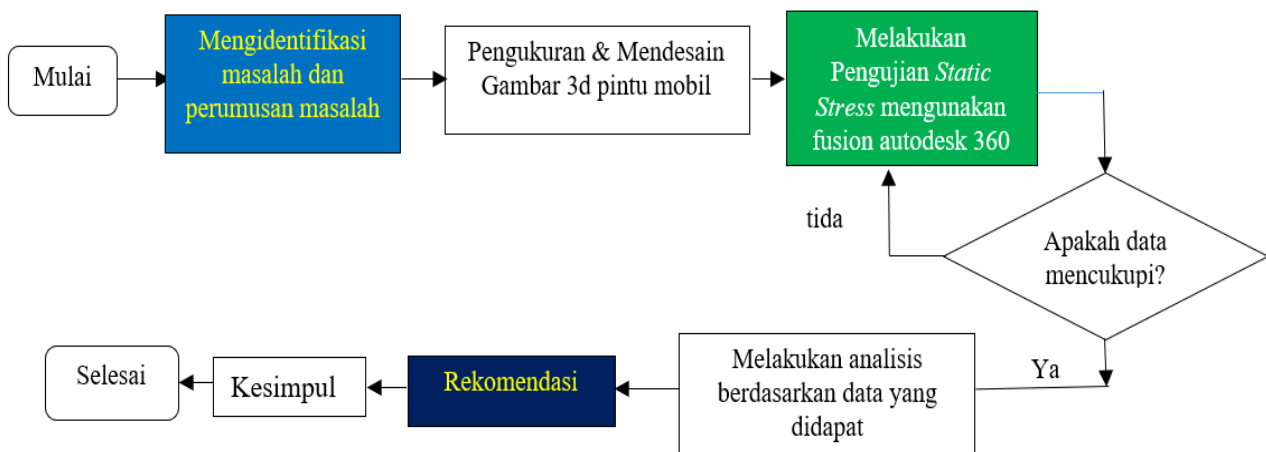 Mulai
Mengidentifikasi
masalah dan
perumusan masalah
Pengukuran & Mendesain
Gambar 3d pintu mobil
Melakukan
Pengujian Static
Stress mengunakan
fusion autodesk 360
tida
Apakah data
mencukupi?
Ya
Melakukan analisis
berdasarkan data yang
didapat
Rekomendasi
Kesimpul
Selesai